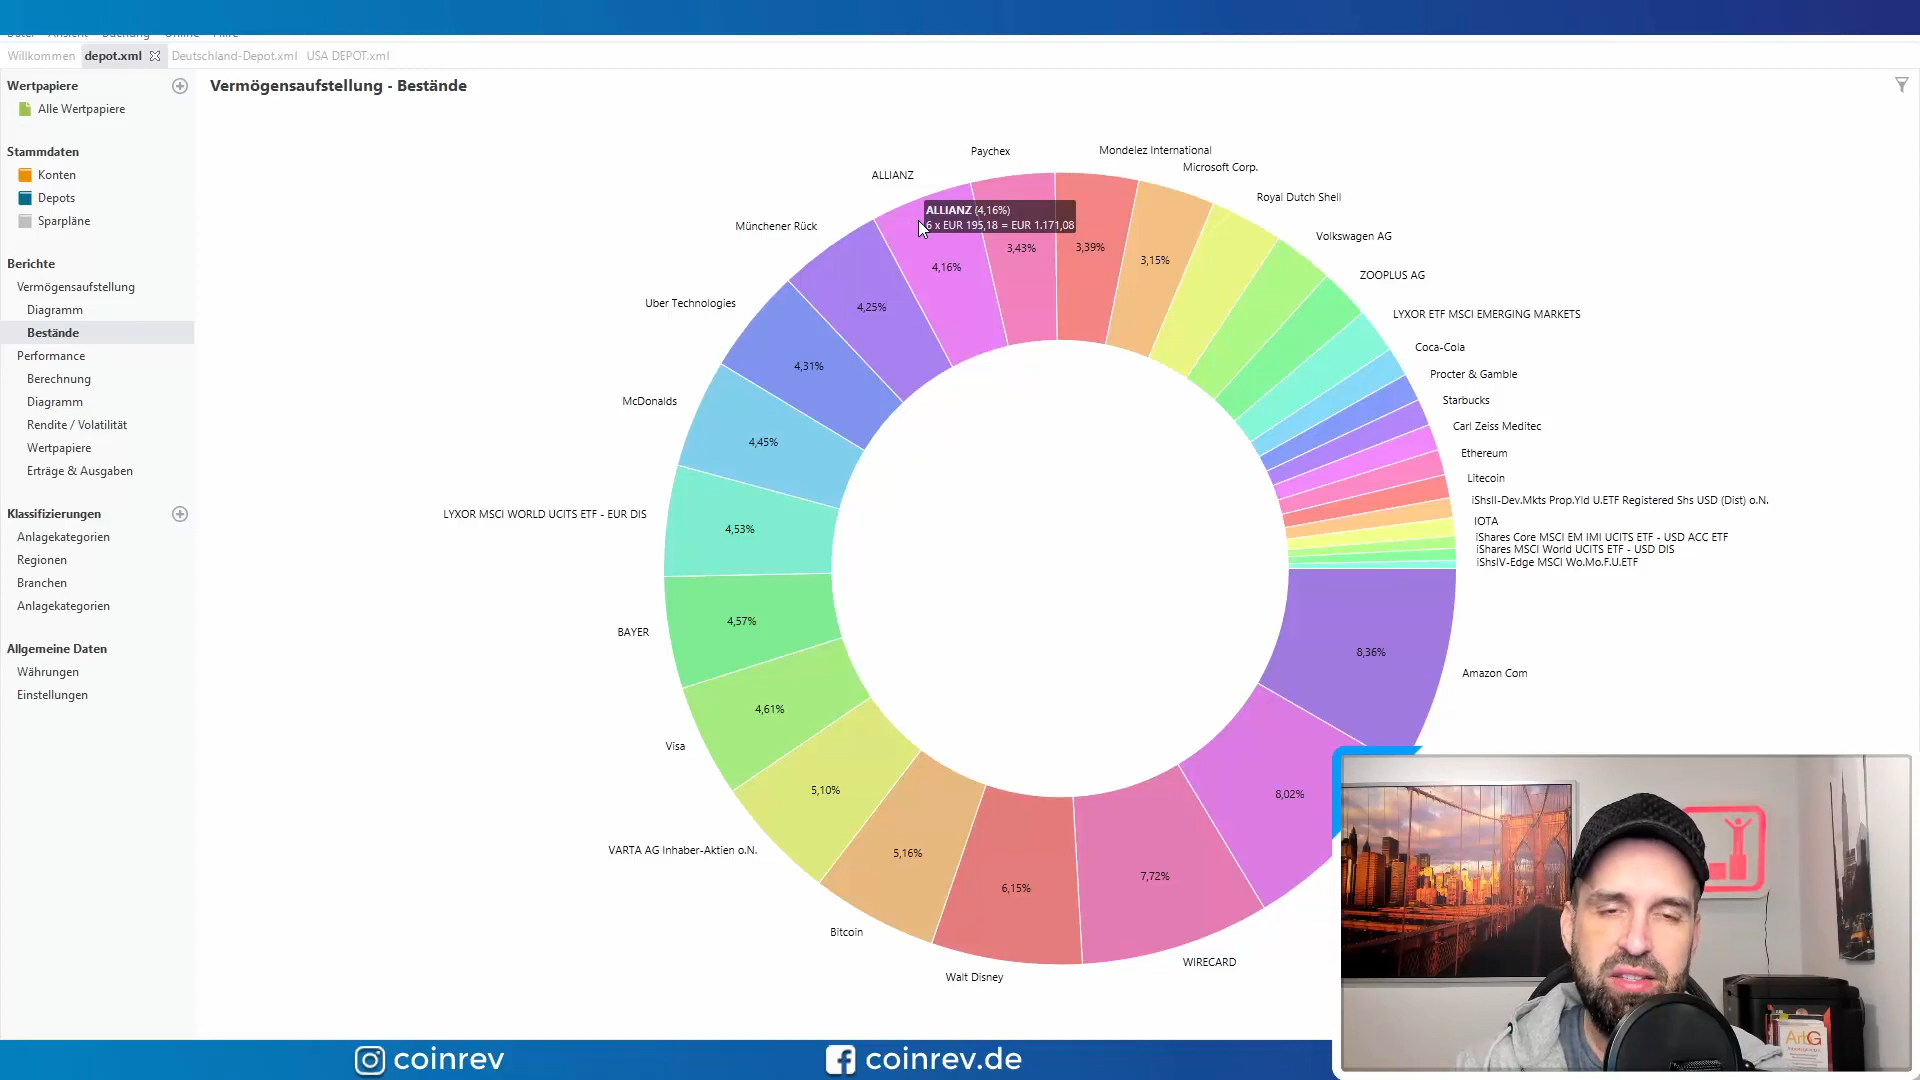 Datei Ansicht Buchung Online Hilfe
Willkommen depot.xml Deutschland-Depot.xml USA DEPOT.xml
Wertpapiere
Alle Wertpapiere
Stammdaten
Konten
Depots
Sparpläne
Berichte
Vermögensaufstellung
Diagramm
Bestände
Performance
Berechnung
Diagramm
Rendite / Volatilität
Wertpapiere
Erträge & Ausgaben
Klassifizierungen
Anlagekategorien
Regionen
Branchen
Anlagekategorien
Allgemeine Daten
Währungen
Einstellungen
Vermögensaufstellung - Bestände
Paychex
Mondelez International
Microsoft Corp.
ALLIANZ
Royal Dutch Shell
ALLIANZ (4,16%)
6 x EUR 195,18 = EUR 1.171,08
Münchener Rück
Volkswagen AG
3,43%
3,39%
3,15%
4,16%
ZOOPLUS AG
Uber Technologies
4,25%
LYXOR ETF MSCI EMERGING MARKETS
Coca-Cola
4,31%
Procter & Gamble
McDonalds
Starbucks
4,45%
Carl Zeiss Meditec
Ethereum
Litecoin
iShsII-Dev.Mkts Prop.Yld U.ETF Registered Shs USD (Dist) o.N.
LYXOR MSCI WORLD UCITS ETF - EUR DIS
4,53%
IOTA
iShares Core MSCI EM IMI UCITS ETF - USD ACC ETF
iShares MSCI World UCITS ETF - USD DIS
iShsIV-Edge MSCI Wo.Mo.F.U.ETF
BAYER
4,57%
8,36%
Amazon Com
Visa
4,61%
5,10%
8,02%
VARTA AG Inhaber-Aktien o.N.
5,16%
7,72%
6,15%
Bitcoin
WIRECARD
Walt Disney
ArtG
coinrev
coinrev.de